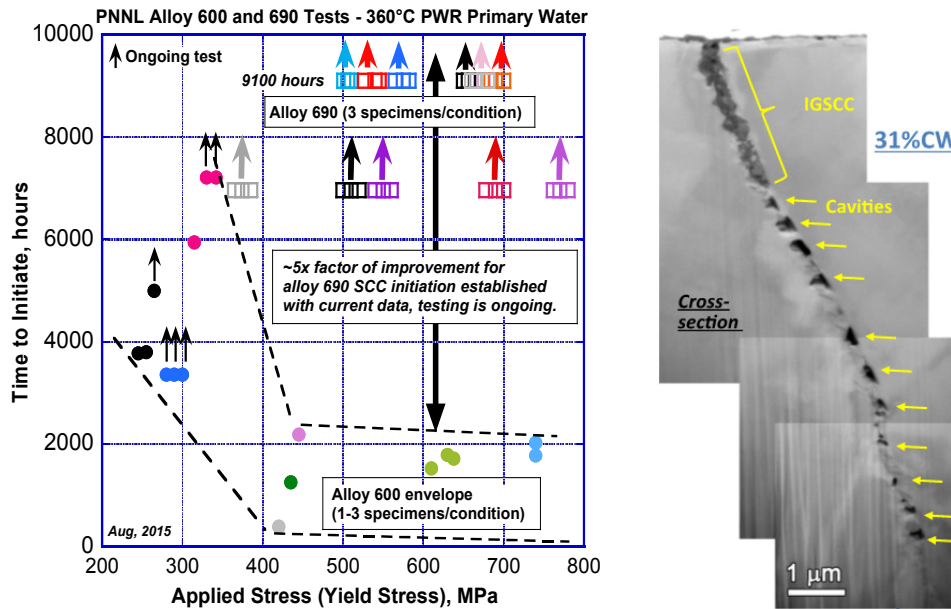 PNNL Alloy 600 and 690 Tests - 360°C PWR Primary Water
10000
8000
6000
4000
2000
0
Time to Initiate, hours
Ongoing test
9100 hours
Alloy 690 (3 specimens/condition)
~5x factor of improvement for
alloy 690 SCC initiation established
with current data, testing is ongoing.
Alloy 600 envelope
(1-3 specimens/condition)
Aug, 2015
200 300 400 500 600 700 800
Applied Stress (Yield Stress), MPa
IGSCC
31%CW
Cavities
Cross-
section
1 μm